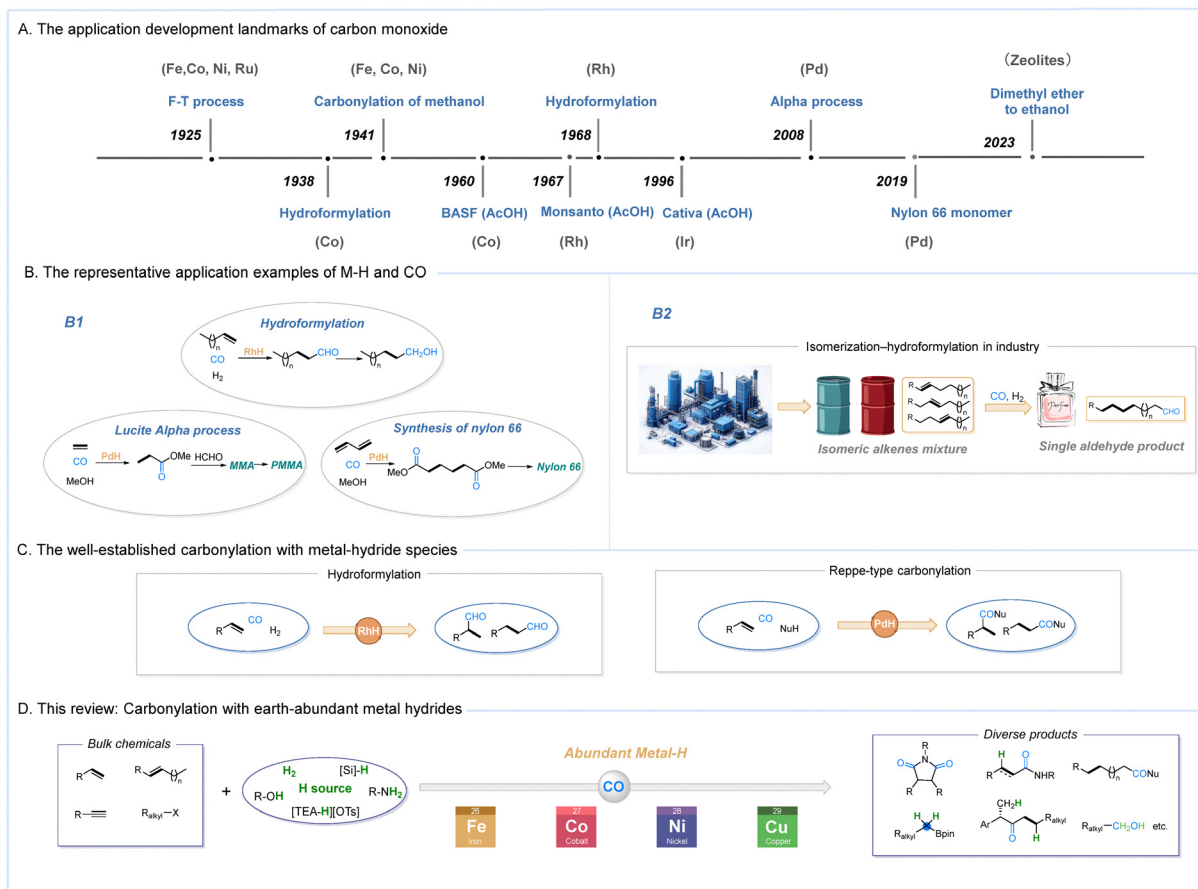 A. The application development landmarks of carbon monoxide
(Fe,Co, Ni, Ru)
F-T process
1925
(Fe, Co, Ni)
Carbonylation of methanol
1941
(Rh)
Hydroformylation
1968
(Pd)
Alpha process
2008
(Zeolites)
Dimethyl ether
to ethanol
2023
1938
Hydroformylation
(Co)
1960
BASF (AcOH)
(Co)
1967
Monsanto (AcOH)
(Rh)
1996
Cativa (AcOH)
(Ir)
2019
Nylon 66 monomer
(Pd)
B. The representative application examples of M-H and CO
B1
Hydroformylation
( )n
CO
H2
RhH
( )n CHO
( )n CH2OH
Lucite Alpha process
CO
MeOH
PdH
OMe
O
HCHO
MMA
PMMA
Synthesis of nylon 66
CO
MeOH
PdH
O
MeO
OMe
O
Nylon 66
B2
Isomerization–hydroformylation in industry
R ( )n
R ( )n
R ( )n
Isomeric alkenes mixture
CO, H2
Perfume
R ( )n CHO
Single aldehyde product
C. The well-established carbonylation with metal-hydride species
Hydroformylation
R
CO
H2
RhH
CHO
R
R CHO
Reppe-type carbonylation
R
CO
NuH
PdH
CONu
R
R CONu
D. This review: Carbonylation with earth-abundant metal hydrides
Bulk chemicals
R
R ( )n
R
Ralkyl—X
+
H2
[Si]-H
H source
R-OH
R-NH2
[TEA-H][OTs]
Abundant Metal-H
CO
26
Fe
Iron
27
Co
Cobalt
28
Ni
Nickel
29
Cu
Copper
Diverse products
R
O N O
R R
H O
R NHR
R ( )n CONu
H H
Ralkyl Bpin
CH2H
Ar Ralkyl
O H
Ralkyl—CH2OH etc.